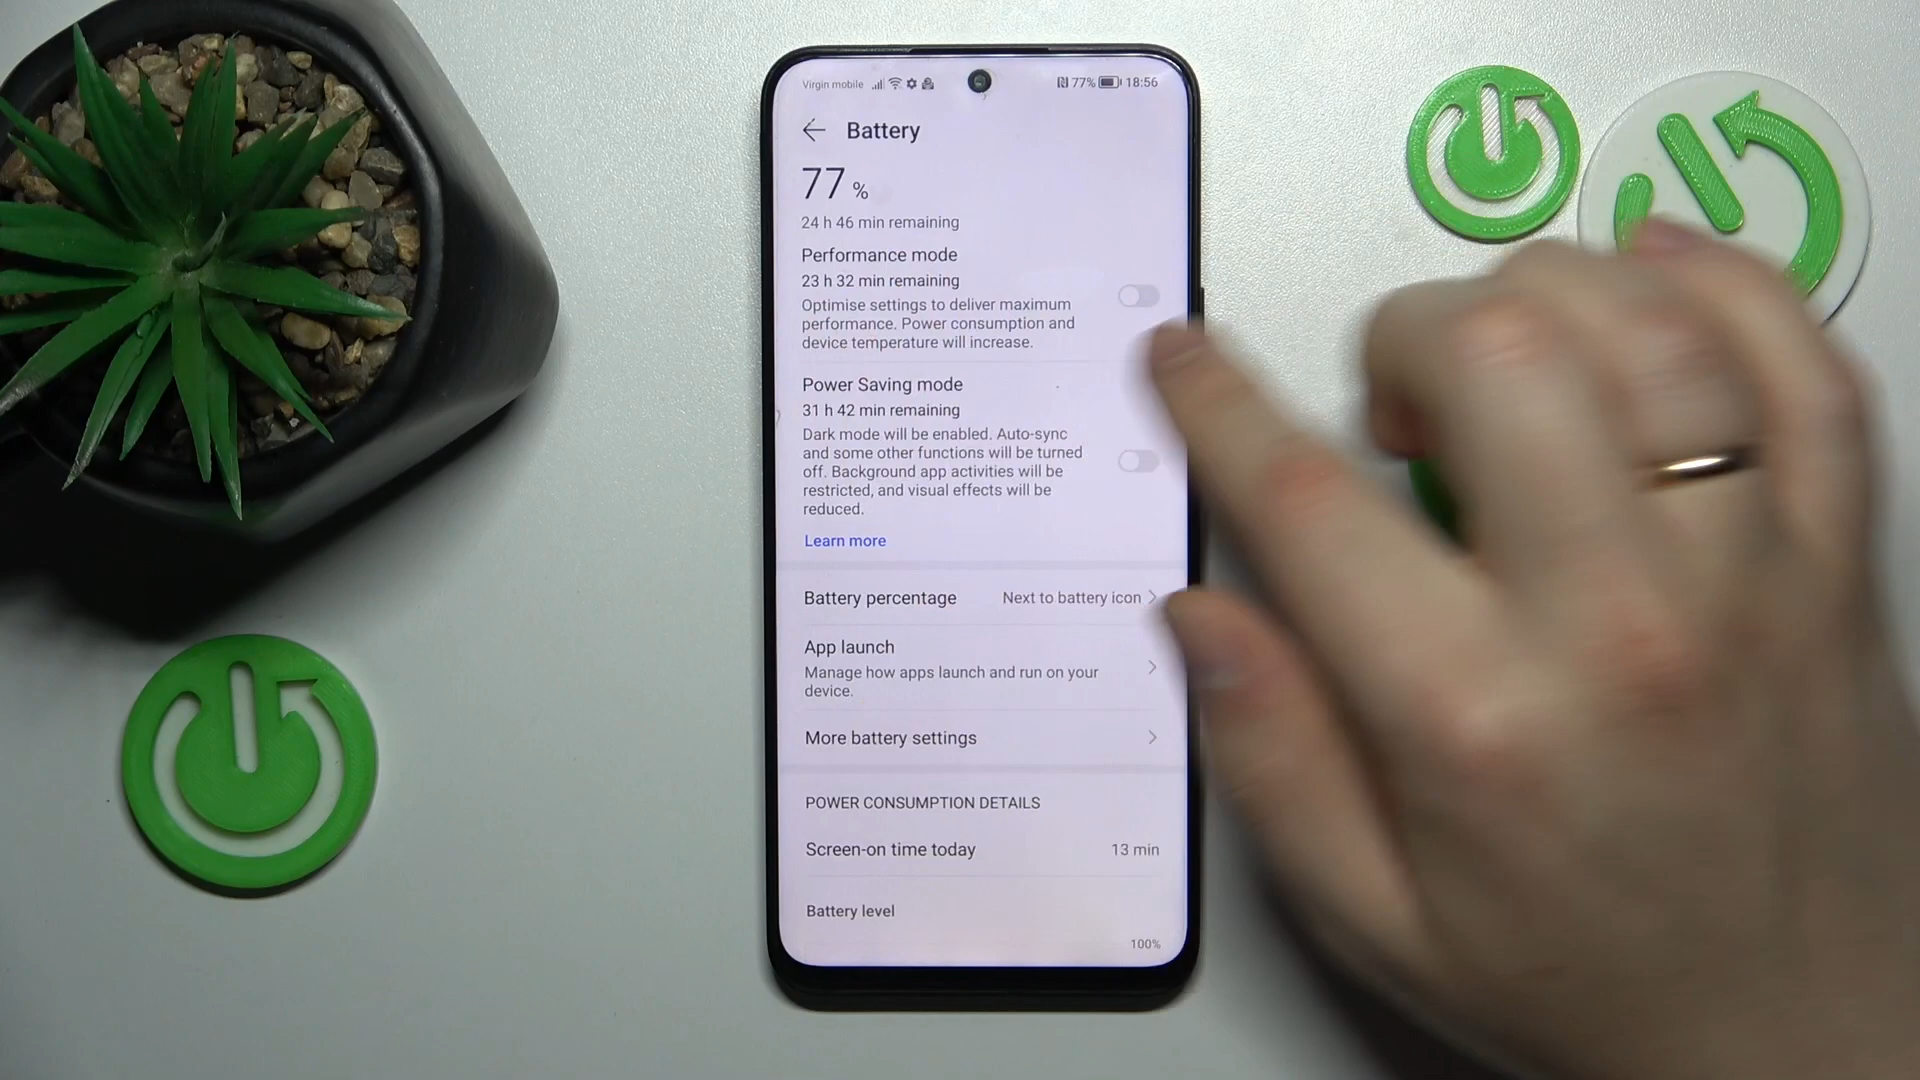 Virgin mobile 77% 18:56
Battery
77 %
24 h 46 min remaining
Performance mode
23 h 32 min remaining
Optimise settings to deliver maximum
performance. Power consumption and
device temperature will increase.
Power Saving mode
31 h 42 min remaining
Dark mode will be enabled. Auto-sync
and some other functions will be turned
off. Background app activities will be
restricted, and visual effects will be
reduced.
Learn more
Battery percentage Next to battery icon
App launch
Manage how apps launch and run on your
device.
More battery settings
POWER CONSUMPTION DETAILS
Screen-on time today 13 min
Battery level
100%